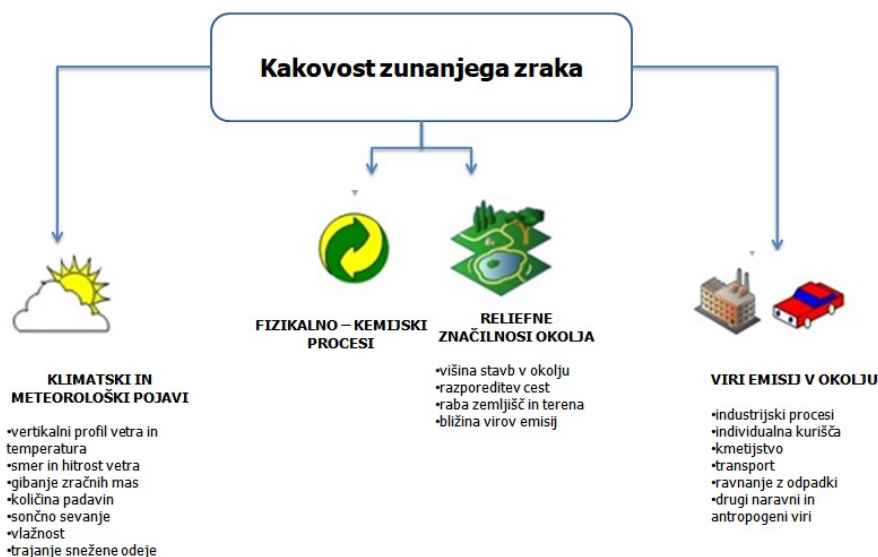 Kakovost zunanjega zraka
KLIMATSKI IN
METEOROLOŠKI POJAVI
•vertikalni profil vetra in
temperatura
•smer in hitrost vetra
•gibanje zračnih mas
•količina padavin
•sončno sevanje
•vlažnost
•trajanje snežene odeje
FIZIKALNO – KEMIJSKI
PROCESI
RELIEFNE
ZNAČILNOSI OKOLJA
•višina stavb v okolju
•razporeditev cest
•raba zemljišč in terena
•bližina virov emisij
VIRI EMISIJ V OKOLJU
•industrijski procesi
•individualna kurišča
•kmetijstvo
•transport
•ravnanje z odpadki
•drugi naravni in
antropogeni viri